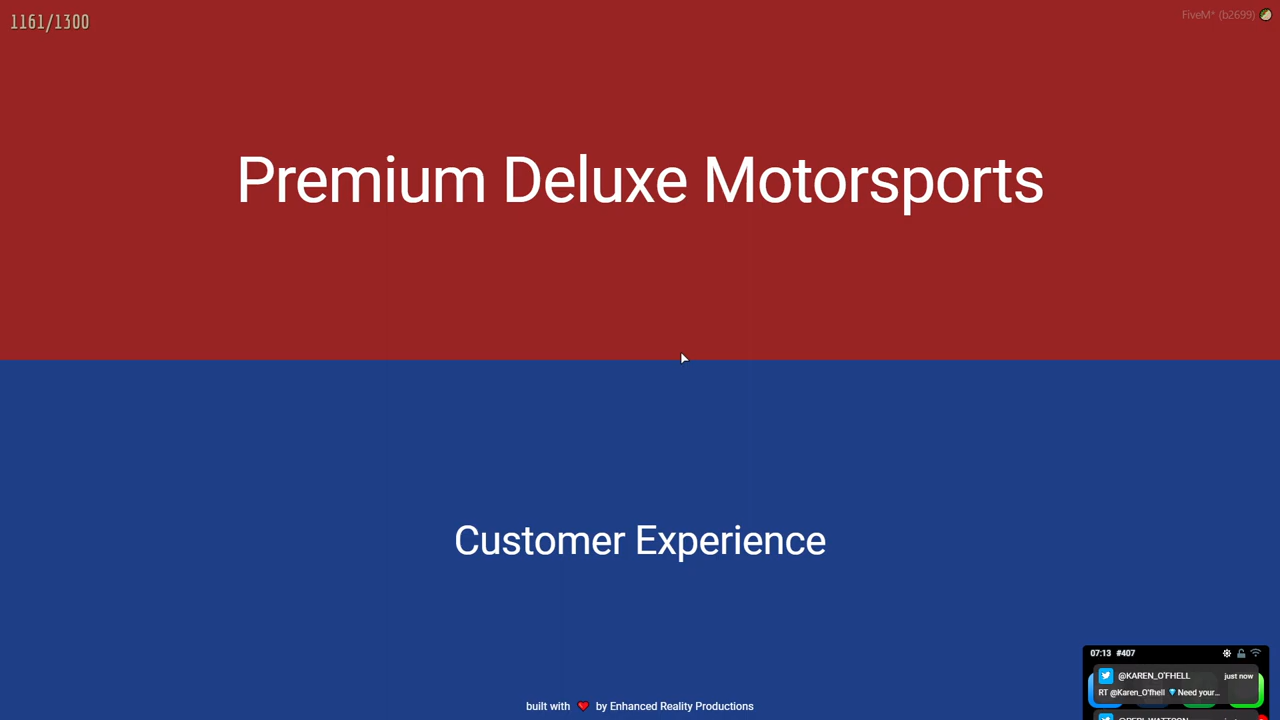 1161/1300
FiveM* (b2699)
Premium Deluxe Motorsports
Customer Experience
built with ❤ by Enhanced Reality Productions
07:13 #407
@KAREN_O'FHELL just now
RT @Karen_O'fhell 💎 Need your...